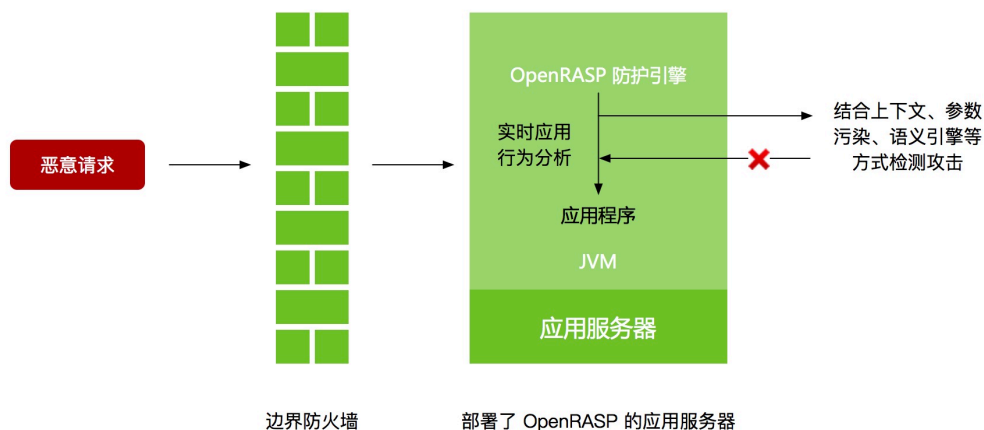 恶意请求
OpenRASP 防护引擎
实时应用
行为分析
应用程序
JVM
应用服务器
结合上下文、参数
污染、语义引擎等
方式检测攻击
边界防火墙
部署了 OpenRASP 的应用服务器